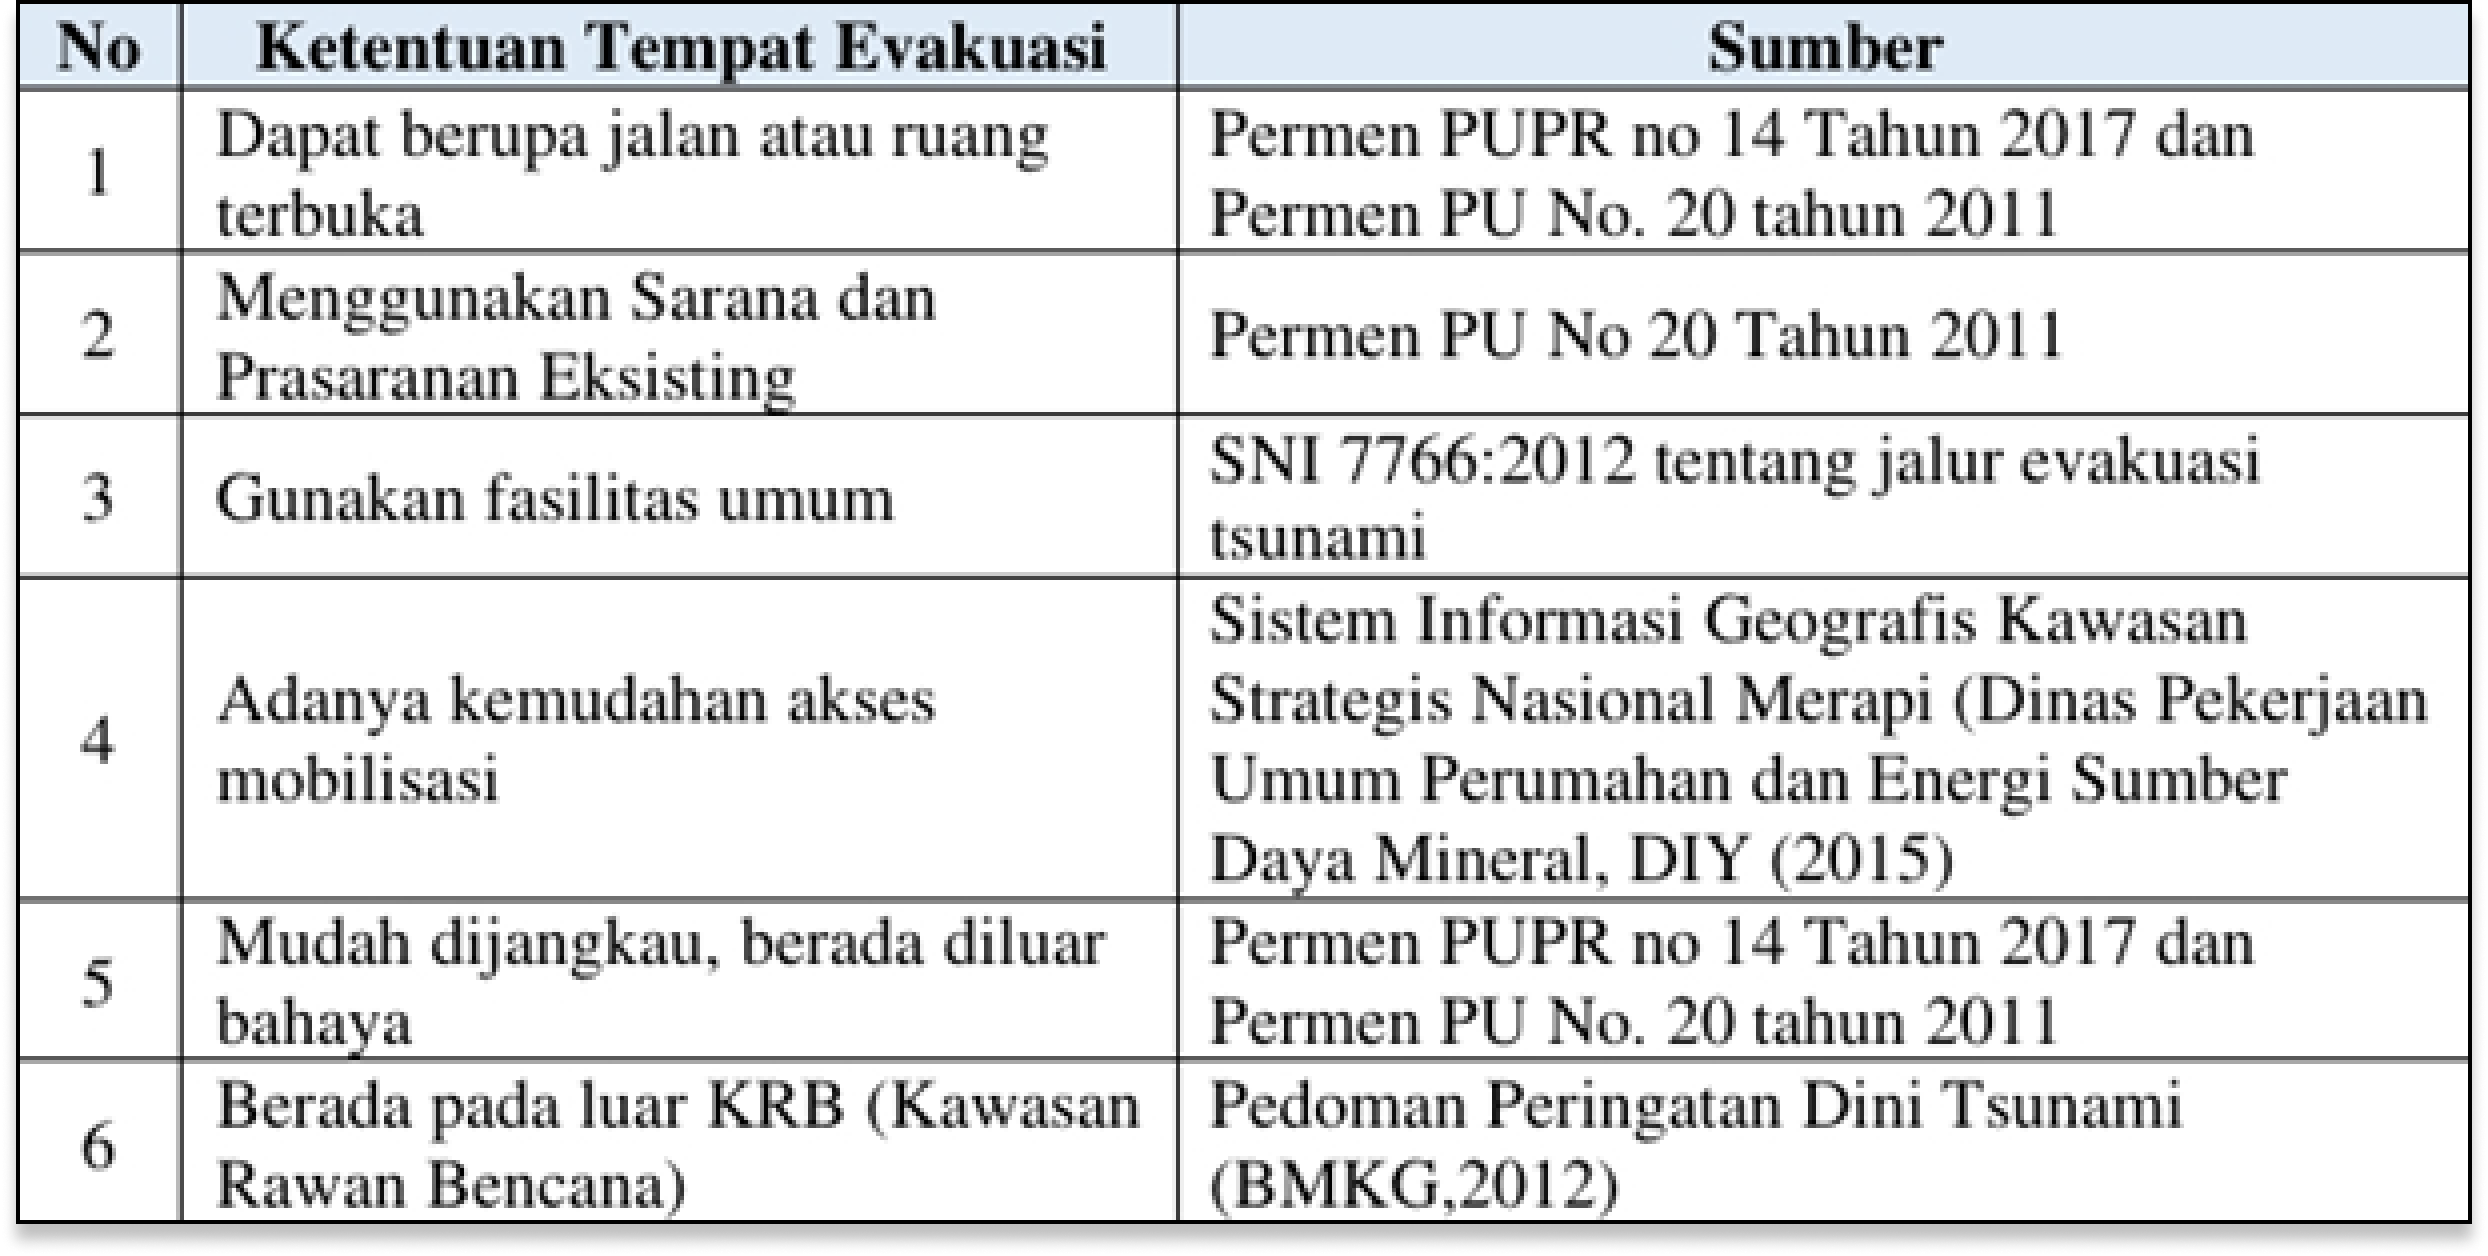 No Ketentuan Tempat Evakuasi Sumber
1 Dapat berupa jalan atau ruang terbuka Permen PUPR no 14 Tahun 2017 dan Permen PU No. 20 tahun 2011
2 Menggunakan Sarana dan Prasaranan Eksisting Permen PU No 20 Tahun 2011
3 Gunakan fasilitas umum SNI 7766:2012 tentang jalur evakuasi tsunami
4 Adanya kemudahan akses mobilisasi Sistem Informasi Geografis Kawasan Strategis Nasional Merapi (Dinas Pekerjaan Umum Perumahan dan Energi Sumber Daya Mineral, DIY (2015)
5 Mudah dijangkau, berada diluar bahaya Permen PUPR no 14 Tahun 2017 dan Permen PU No. 20 tahun 2011
6 Berada pada luar KRB (Kawasan Rawan Bencana) Pedoman Peringatan Dini Tsunami (BMKG,2012)